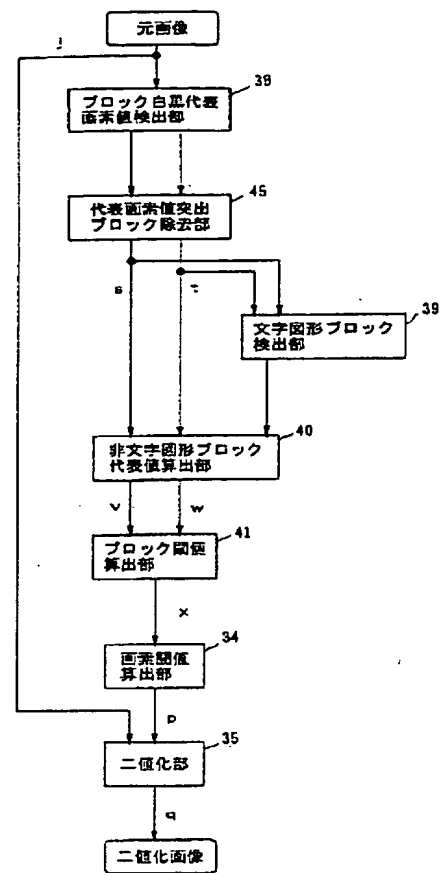 元画像
j
38
ブロック白黒代表
画素値検出部
45
代表画素値突出
ブロック除去部
s
39
文字図形ブロック
検出部
40
非文字図形ブロック
代表値算出部
v
w
41
ブロック閾値
算出部
x
34
画素閾値
算出部
p
35
二値化部
q
二値化画像